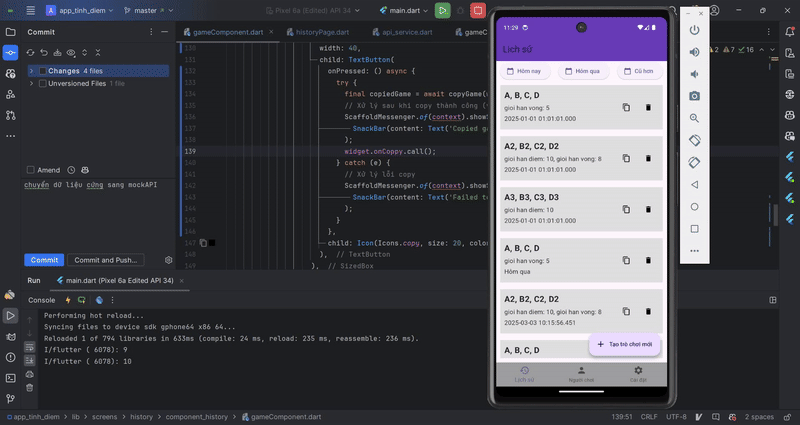 app_tinh_diem
master
Pixel 6a (Edited) API 34
main.dart
Commit
gameComponent.dart
historyPage.dart
api_service.dart
Changes 4 files
Unversioned Files 1 file
Amend
chuyển dữ liệu cứng sang mockAPI
Commit
Commit and Push...
130
131
132
133
134
135
136
137
138
139
140
141
142
143
144
145
146
147
148
149
width: 40,
child: TextButton(
onPressed: () async {
try {
final copiedGame = await copyGame(
// Xử lý sau khi copy thành công (
ScaffoldMessenger.of(context).show
SnackBar(content: Text('Copied
);
widget.onCoppy.call();
} catch (e) {
// Xử lý lỗi copy
ScaffoldMessenger.of(context).show
SnackBar(content: Text('Failed
);
}
},
child: Icon(Icons.copy, size: 20,
), // TextButton
), // SizedBox
2
7
16
11:29
Lịch sử
Hôm nay
Hôm qua
Cũ hơn
A, B, C, D
gioi han vong: 5
2025-01-01 01:01:01.000
A2, B2, C2, D2
gioi han diem: 10, gioi han vong: 8
2025-01-01 01:01:01.000
A3, B3, C3, D3
gioi han diem: 10
2025-01-01 01:01:01.000
A, B, C, D
gioi han vong: 5
Hôm qua
A2, B2, C2, D2
gioi han diem: 10, gioi han vong: 8
2025-03-03 10:15:56.451
A, B, C, D
Tạo trò chơi mới
Lịch sử
Người chơi
Cài đặt
Run
main.dart (Pixel 6a Edited API 34)
Console
Performing hot reload...
Syncing files to device sdk gphone64 x86 64...
Reloaded 1 of 794 libraries in 633ms (compile: 24 ms, reload: 235 ms, reassemble: 236 ms).
I/flutter ( 6078): 9
I/flutter ( 6078): 10
app_tinh_diem
lib
screens
history
component_history
gameComponent.dart
139:51
CRLF
UTF-8
2 spaces